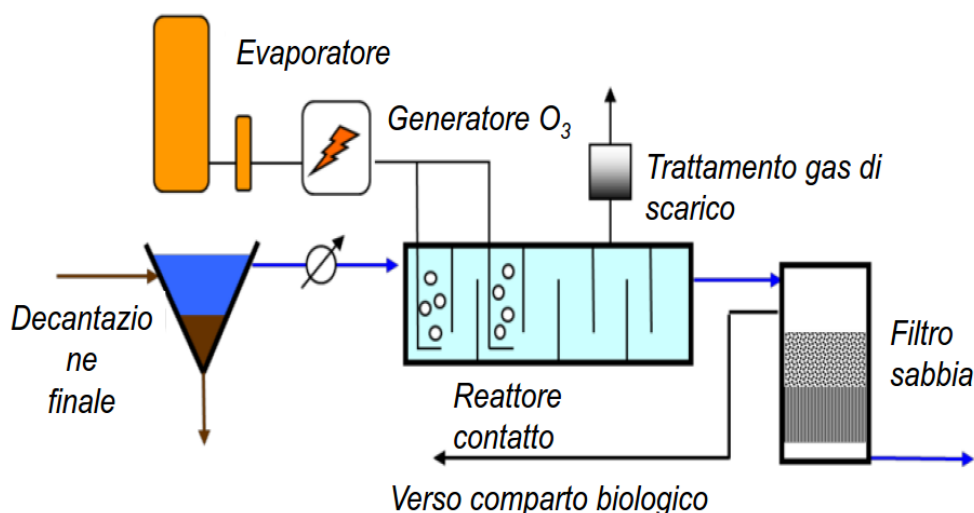 Evaporatore
Generatore O₃
Trattamento gas di
scarico
Decantazio
ne
finale
Reattore
contatto
Filtro
sabbia
Verso comparto biologico